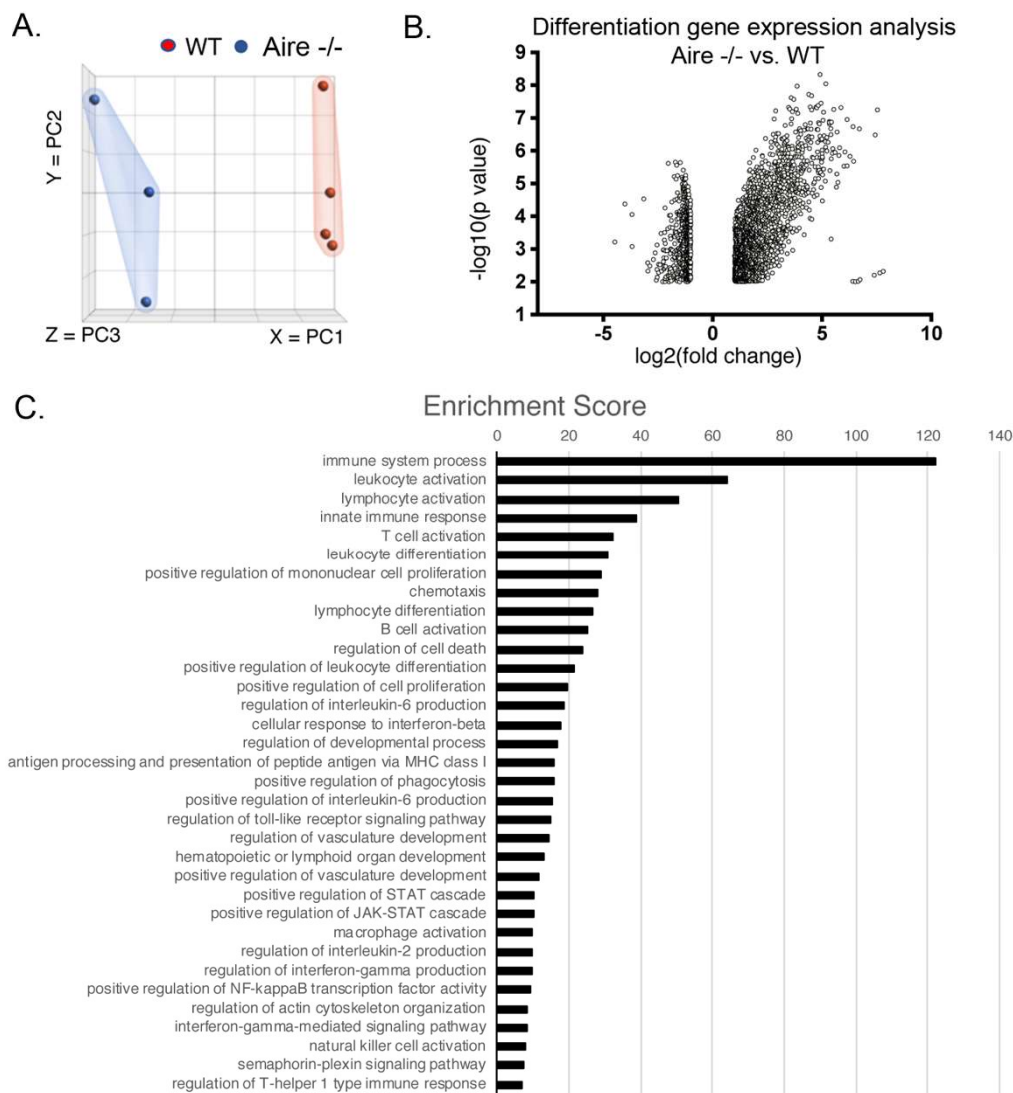 A.
WT Aire -/-
Y = PC2
Z = PC3
X = PC1
B.
Differentiation gene expression analysis
Aire -/- vs. WT
9
8
7
6
5
4
3
2
1
-log10(p value)
-5 0 5 10
log2(fold change)
C.
Enrichment Score
0 20 40 60 80 100 120 140
immune system process
leukocyte activation
lymphocyte activation
innate immune response
T cell activation
leukocyte differentiation
positive regulation of mononuclear cell proliferation
chemotaxis
lymphocyte differentiation
B cell activation
regulation of cell death
positive regulation of leukocyte differentiation
positive regulation of cell proliferation
regulation of interleukin-6 production
cellular response to interferon-beta
regulation of developmental process
antigen processing and presentation of peptide antigen via MHC class I
positive regulation of phagocytosis
positive regulation of interleukin-6 production
regulation of toll-like receptor signaling pathway
regulation of vasculature development
hematopoietic or lymphoid organ development
positive regulation of vasculature development
positive regulation of STAT cascade
positive regulation of JAK-STAT cascade
macrophage activation
regulation of interleukin-2 production
regulation of interferon-gamma production
positive regulation of NF-kappaB transcription factor activity
regulation of actin cytoskeleton organization
interferon-gamma-mediated signaling pathway
natural killer cell activation
semaphorin-plexin signaling pathway
regulation of T-helper 1 type immune response